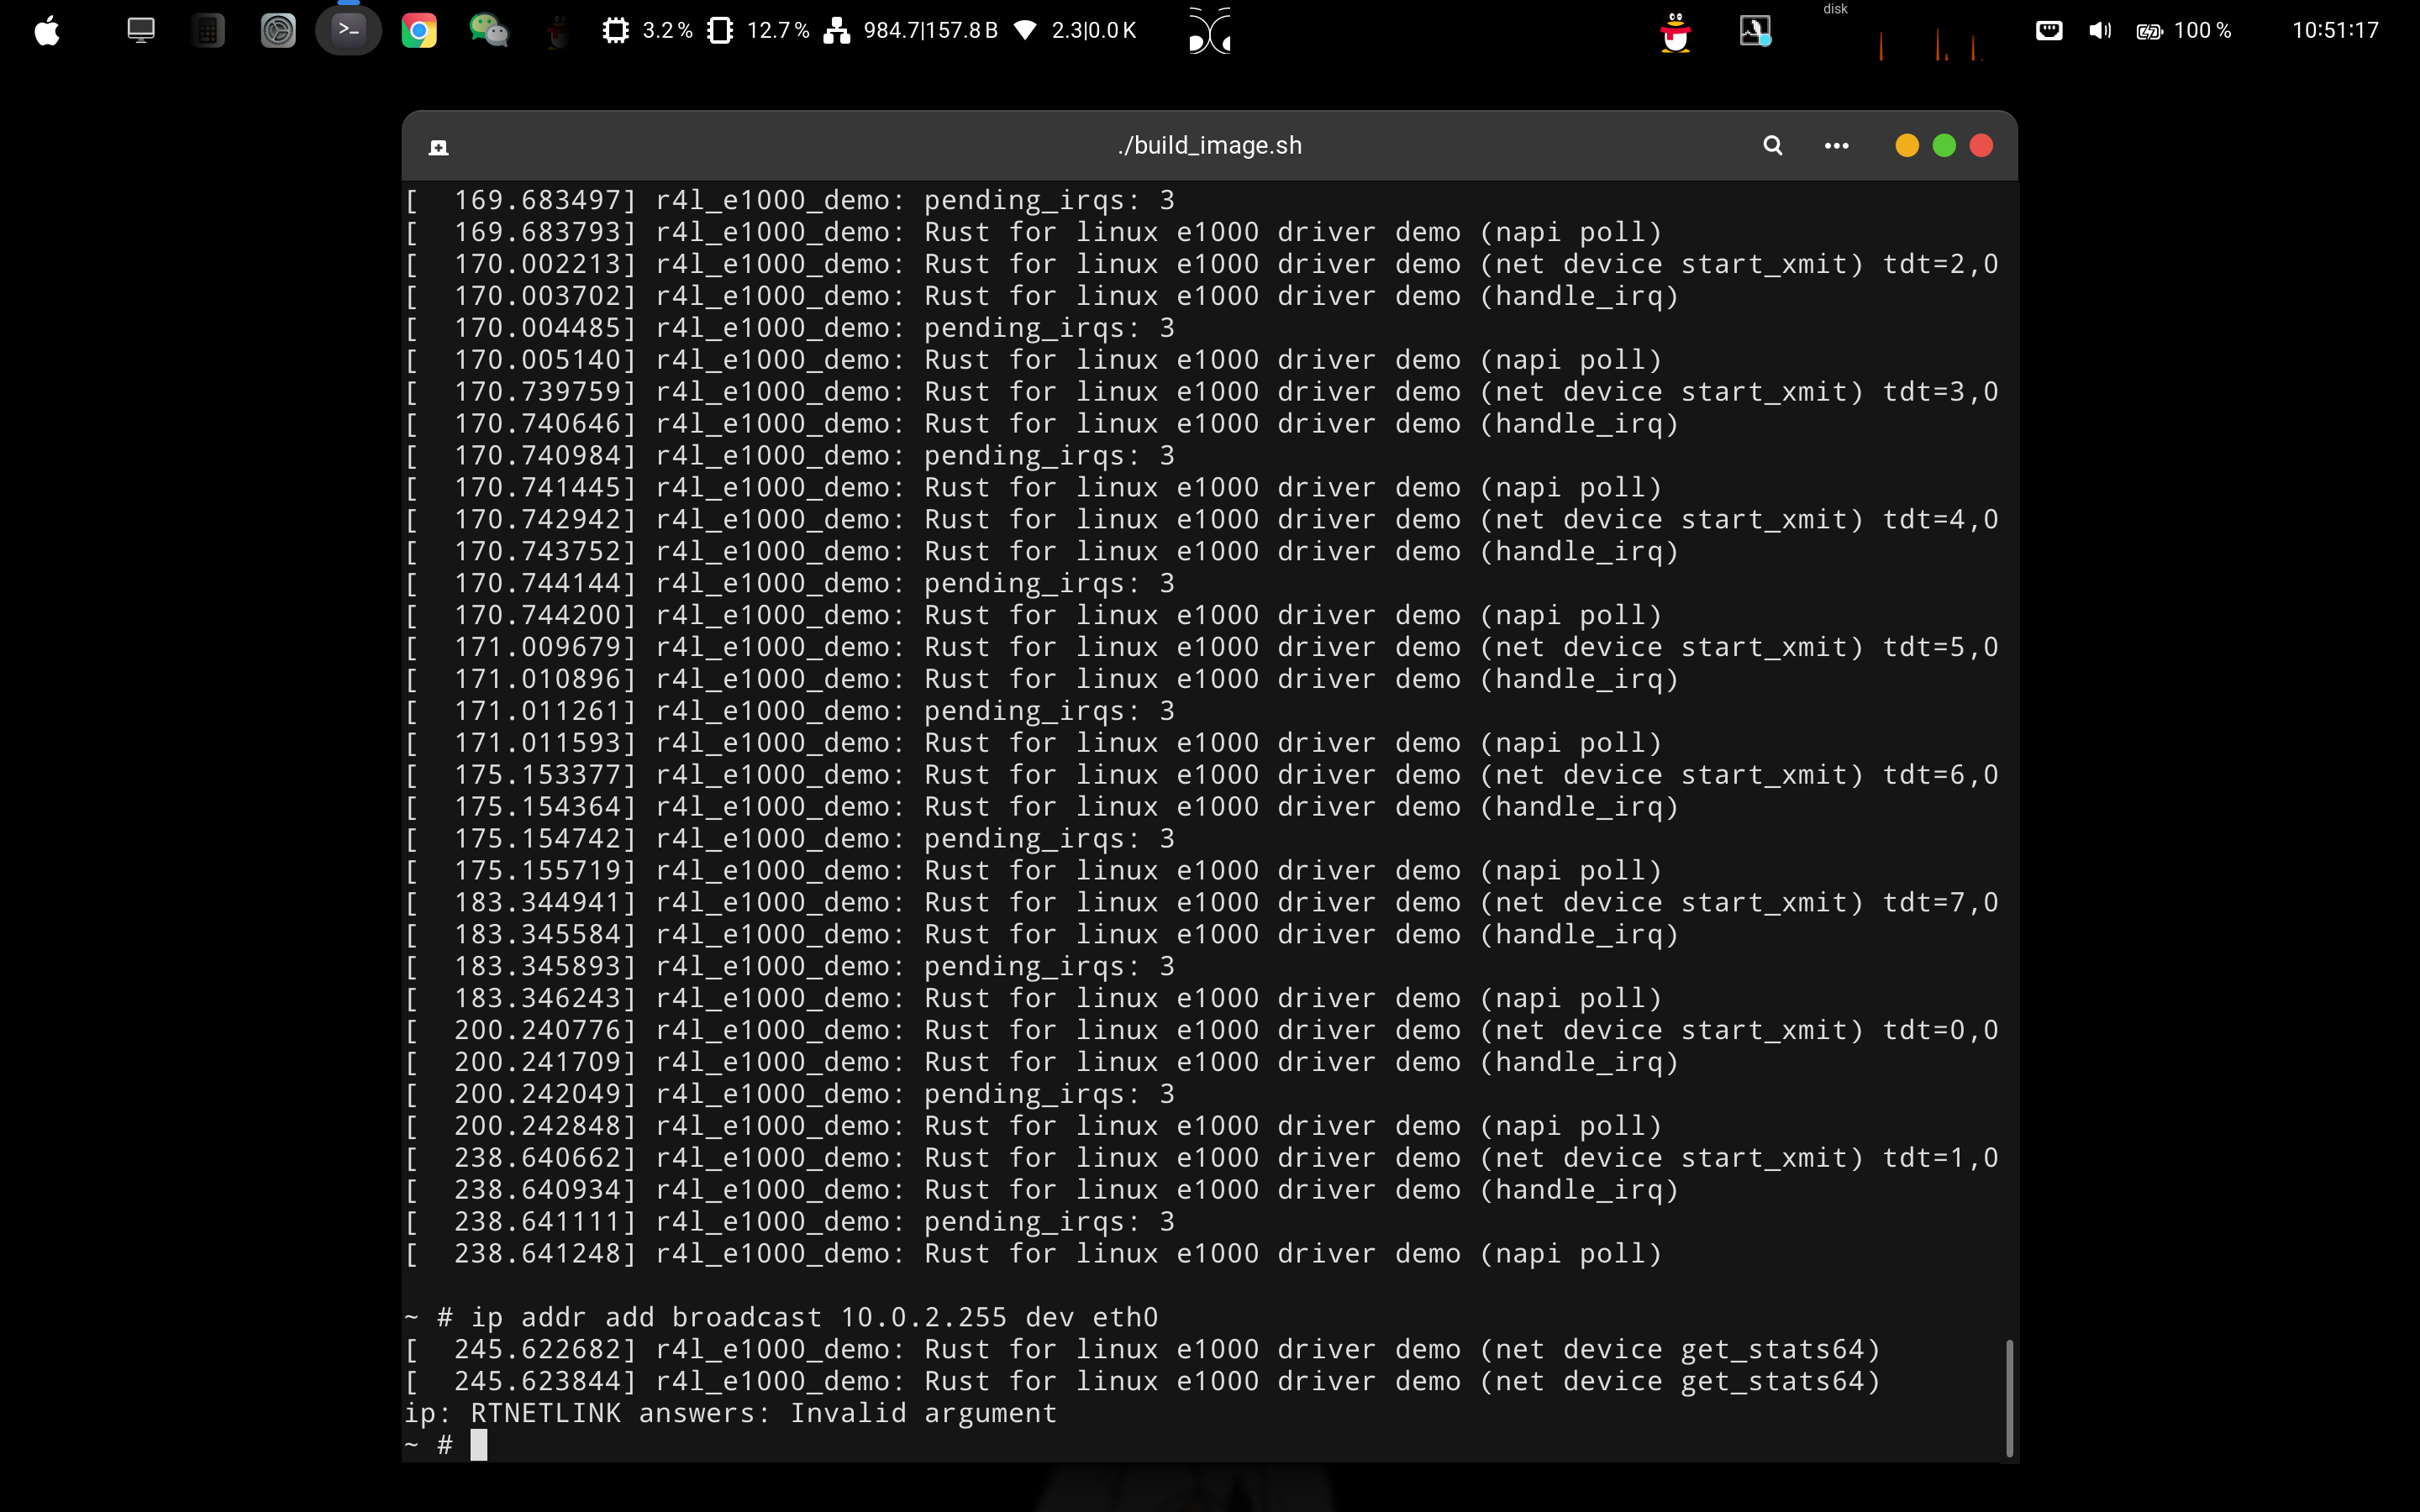 3.2 % 12.7 % 984.7|157.8 B 2.3|0.0 K disk 100 % 10:51:17
./build_image.sh
[  169.683497] r4l_e1000_demo: pending_irqs: 3
[  169.683793] r4l_e1000_demo: Rust for linux e1000 driver demo (napi poll)
[  170.002213] r4l_e1000_demo: Rust for linux e1000 driver demo (net device start_xmit) tdt=2,0
[  170.003702] r4l_e1000_demo: Rust for linux e1000 driver demo (handle_irq)
[  170.004485] r4l_e1000_demo: pending_irqs: 3
[  170.005140] r4l_e1000_demo: Rust for linux e1000 driver demo (napi poll)
[  170.739759] r4l_e1000_demo: Rust for linux e1000 driver demo (net device start_xmit) tdt=3,0
[  170.740646] r4l_e1000_demo: Rust for linux e1000 driver demo (handle_irq)
[  170.740984] r4l_e1000_demo: pending_irqs: 3
[  170.741445] r4l_e1000_demo: Rust for linux e1000 driver demo (napi poll)
[  170.742942] r4l_e1000_demo: Rust for linux e1000 driver demo (net device start_xmit) tdt=4,0
[  170.743752] r4l_e1000_demo: Rust for linux e1000 driver demo (handle_irq)
[  170.744144] r4l_e1000_demo: pending_irqs: 3
[  170.744200] r4l_e1000_demo: Rust for linux e1000 driver demo (napi poll)
[  171.009679] r4l_e1000_demo: Rust for linux e1000 driver demo (net device start_xmit) tdt=5,0
[  171.010896] r4l_e1000_demo: Rust for linux e1000 driver demo (handle_irq)
[  171.011261] r4l_e1000_demo: pending_irqs: 3
[  171.011593] r4l_e1000_demo: Rust for linux e1000 driver demo (napi poll)
[  175.153377] r4l_e1000_demo: Rust for linux e1000 driver demo (net device start_xmit) tdt=6,0
[  175.154364] r4l_e1000_demo: Rust for linux e1000 driver demo (handle_irq)
[  175.154742] r4l_e1000_demo: pending_irqs: 3
[  175.155719] r4l_e1000_demo: Rust for linux e1000 driver demo (napi poll)
[  183.344941] r4l_e1000_demo: Rust for linux e1000 driver demo (net device start_xmit) tdt=7,0
[  183.345584] r4l_e1000_demo: Rust for linux e1000 driver demo (handle_irq)
[  183.345893] r4l_e1000_demo: pending_irqs: 3
[  183.346243] r4l_e1000_demo: Rust for linux e1000 driver demo (napi poll)
[  200.240776] r4l_e1000_demo: Rust for linux e1000 driver demo (net device start_xmit) tdt=0,0
[  200.241709] r4l_e1000_demo: Rust for linux e1000 driver demo (handle_irq)
[  200.242049] r4l_e1000_demo: pending_irqs: 3
[  200.242848] r4l_e1000_demo: Rust for linux e1000 driver demo (napi poll)
[  238.640662] r4l_e1000_demo: Rust for linux e1000 driver demo (net device start_xmit) tdt=1,0
[  238.640934] r4l_e1000_demo: Rust for linux e1000 driver demo (handle_irq)
[  238.641111] r4l_e1000_demo: pending_irqs: 3
[  238.641248] r4l_e1000_demo: Rust for linux e1000 driver demo (napi poll)
~ # ip addr add broadcast 10.0.2.255 dev eth0
[  245.622682] r4l_e1000_demo: Rust for linux e1000 driver demo (net device get_stats64)
[  245.623844] r4l_e1000_demo: Rust for linux e1000 driver demo (net device get_stats64)
ip: RTNETLINK answers: Invalid argument
~ #